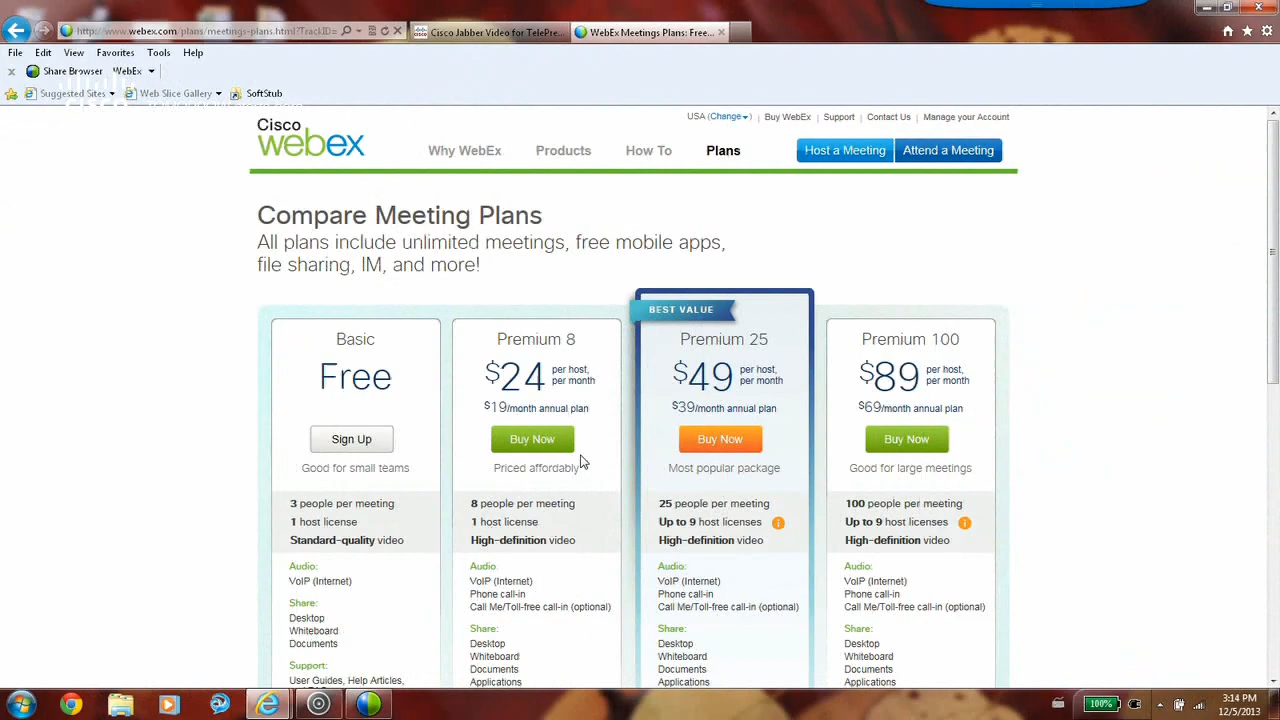 http://www.webex.com/plans/meetings-plans.html?TrackID=
Cisco Jabber Video for TelePre...
WebEx Meetings Plans: Free...
File Edit View Favorites Tools Help
Share Browser WebEx
Suggested Sites Web Slice Gallery SoftStub
USA (Change) | Buy WebEx | Support | Contact Us | Manage your Account
Cisco
webex
Why WebEx Products How To Plans Host a Meeting Attend a Meeting
Compare Meeting Plans
All plans include unlimited meetings, free mobile apps,
file sharing, IM, and more!
BEST VALUE
Basic
Free
Sign Up
Good for small teams
3 people per meeting
1 host license
Standard-quality video
Audio:
VoIP (Internet)
Share:
Desktop
Whiteboard
Documents
Support:
User Guides, Help Articles,
Premium 8
$24 per host,
per month
$19/month annual plan
Buy Now
Priced affordably
8 people per meeting
1 host license
High-definition video
Audio
VoIP (Internet)
Phone call-in
Call Me/Toll-free call-in (optional)
Share:
Desktop
Whiteboard
Documents
Applications
Premium 25
$49 per host,
per month
$39/month annual plan
Buy Now
Most popular package
25 people per meeting
Up to 9 host licenses
High-definition video
Audio:
VoIP (Internet)
Phone call-in
Call Me/Toll-free call-in (optional)
Share:
Desktop
Whiteboard
Documents
Applications
Premium 100
$89 per host,
per month
$69/month annual plan
Buy Now
Good for large meetings
100 people per meeting
Up to 9 host licenses
High-definition video
Audio:
VoIP (Internet)
Phone call-in
Call Me/Toll-free call-in (optional)
Share:
Desktop
Whiteboard
Documents
Applications
100%
3:14 PM
12/5/2013